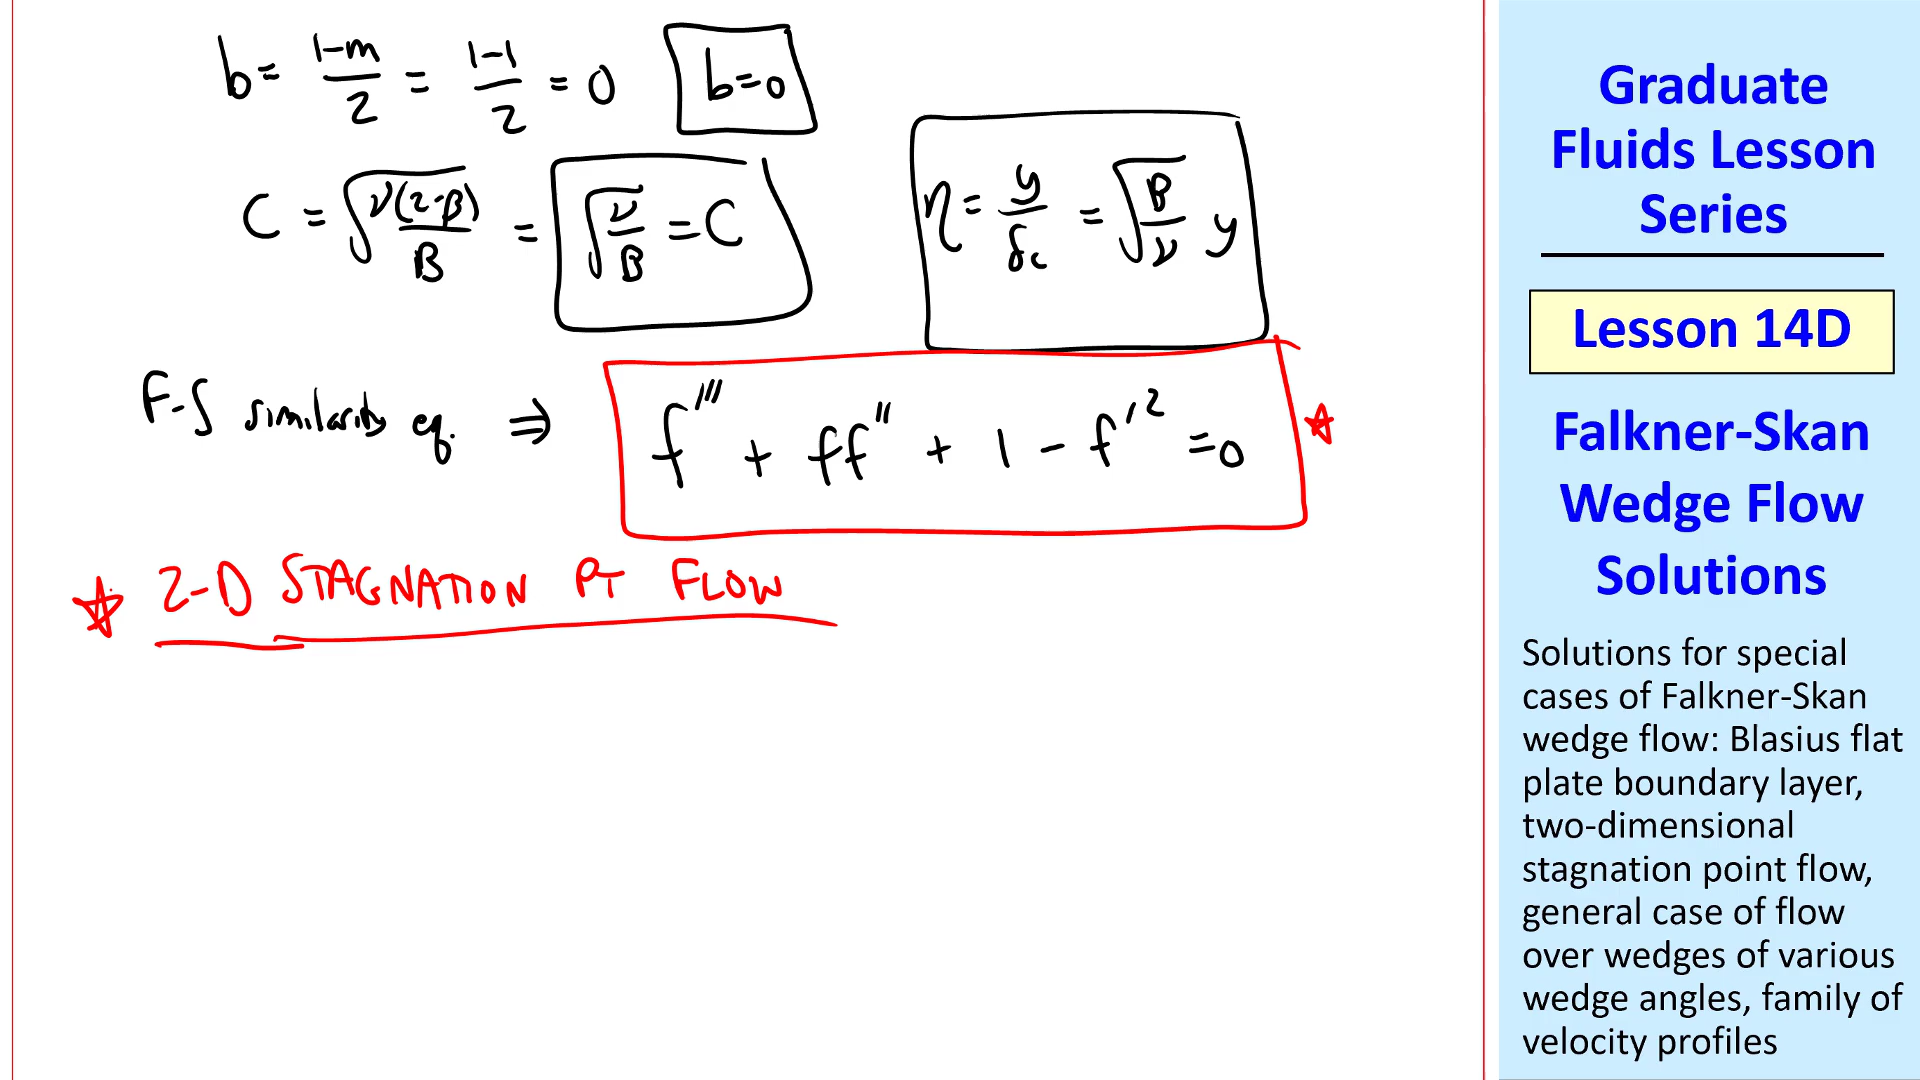 b = (1-m)/2 = (1-1)/2 = 0   b=0
C = √(ν(2-β)/B) = √(ν/B) = C   η = y/δc = √(B/ν) y
F-S similarity eq. ⇒ f''' + ff'' + 1 - f'² = 0 ☆
☆ 2-D STAGNATION PT FLOW
Graduate
Fluids Lesson
Series
Lesson 14D
Falkner-Skan
Wedge Flow
Solutions
Solutions for special
cases of Falkner-Skan
wedge flow: Blasius flat
plate boundary layer,
two-dimensional
stagnation point flow,
general case of flow
over wedges of various
wedge angles, family of
velocity profiles